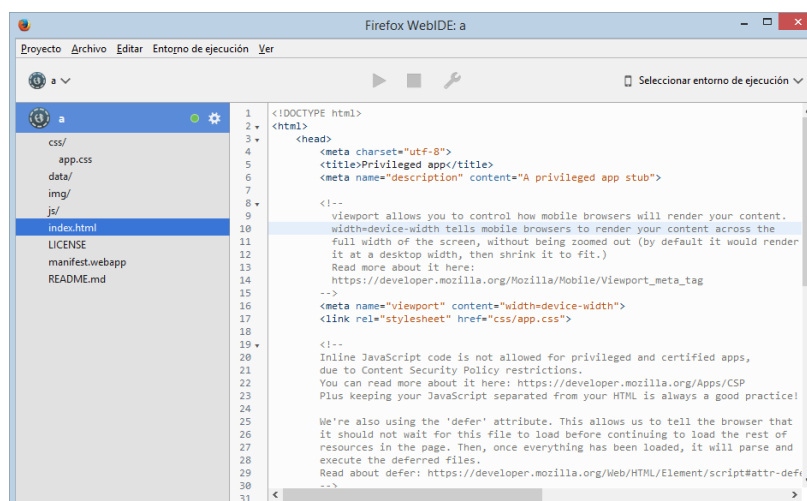 Firefox WebIDE: a
Proyecto Archivo Editar Entorno de ejecución Ver
a
Seleccionar entorno de ejecución
a
css/
app.css
data/
img/
js/
index.html
LICENSE
manifest.webapp
README.md
1 <!DOCTYPE html>
2 <html>
3 <head>
4 <meta charset="utf-8">
5 <title>Privileged app</title>
6 <meta name="description" content="A privileged app stub">
7
8 <!--
9 viewport allows you to control how mobile browsers will render your content.
10 width=device-width tells mobile browsers to render your content across the
11 full width of the screen, without being zoomed out (by default it would render
12 it at a desktop width, then shrink it to fit.)
13 Read more about it here:
14 https://developer.mozilla.org/Mozilla/Mobile/Viewport_meta_tag
15 -->
16 <meta name="viewport" content="width=device-width">
17 <link rel="stylesheet" href="css/app.css">
18
19 <!--
20 Inline JavaScript code is not allowed for privileged and certified apps,
21 due to Content Security Policy restrictions.
22 You can read more about it here: https://developer.mozilla.org/Apps/CSP
23 Plus keeping your JavaScript separated from your HTML is always a good practice!
24
25 We're also using the 'defer' attribute. This allows us to tell the browser that
26 it should not wait for this file to load before continuing to load the rest of
27 resources in the page. Then, once everything has been loaded, it will parse and
28 execute the deferred files.
29 Read about defer: https://developer.mozilla.org/Web/HTML/Element/script#attr-defe
30 -->
31